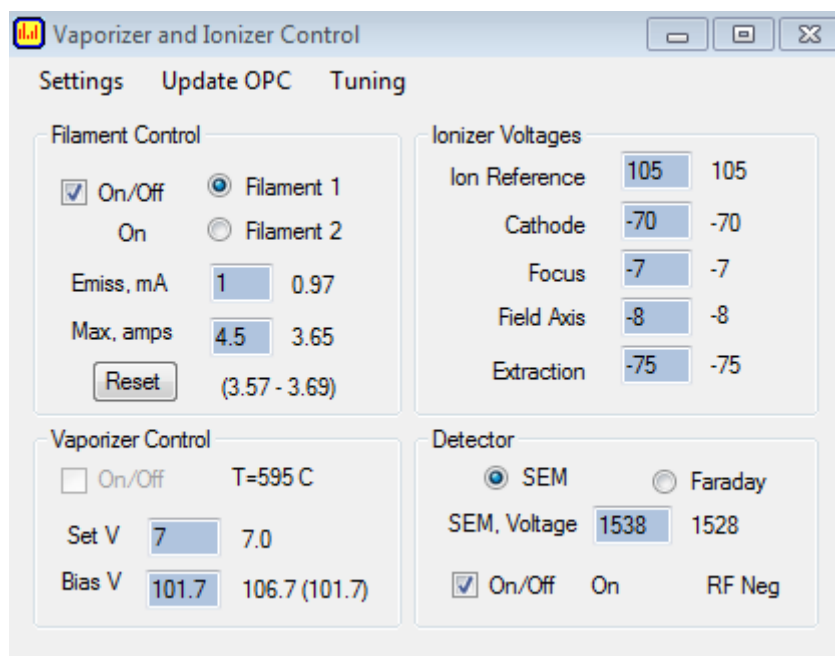 Vaporizer and Ionizer Control
Settings Update OPC Tuning
Filament Control
On/Off Filament 1
On Filament 2
Emiss, mA 1 0.97
Max, amps 4.5 3.65
Reset (3.57 - 3.69)
Ionizer Voltages
Ion Reference 105 105
Cathode -70 -70
Focus -7 -7
Field Axis -8 -8
Extraction -75 -75
Vaporizer Control
On/Off T=595 C
Set V 7 7.0
Bias V 101.7 106.7 (101.7)
Detector
SEM Faraday
SEM, Voltage 1538 1528
On/Off On RF Neg